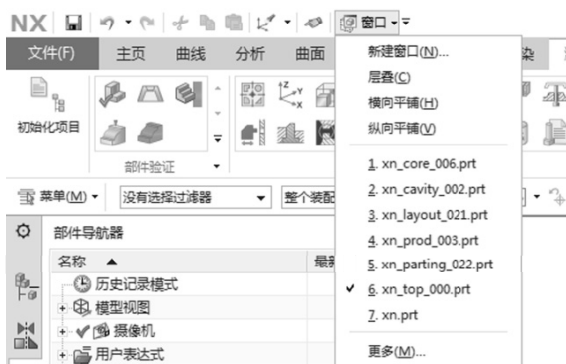 NX 窗口
文件(F) 主页 曲线 分析 曲面 染
新建窗口(N)...
层叠(C)
横向平铺(H)
纵向平铺(V)
初始化项目
部件验证
1. xn_core_006.prt
2. xn_cavity_002.prt
3. xn_layout_021.prt
4. xn_prod_003.prt
5. xn_parting_022.prt
6. xn_top_000.prt
7. xn.prt
更多(M)...
菜单(M) 没有选择过滤器 整个装配
部件导航器
名称 最新
历史记录模式
模型视图
摄像机
用户表达式